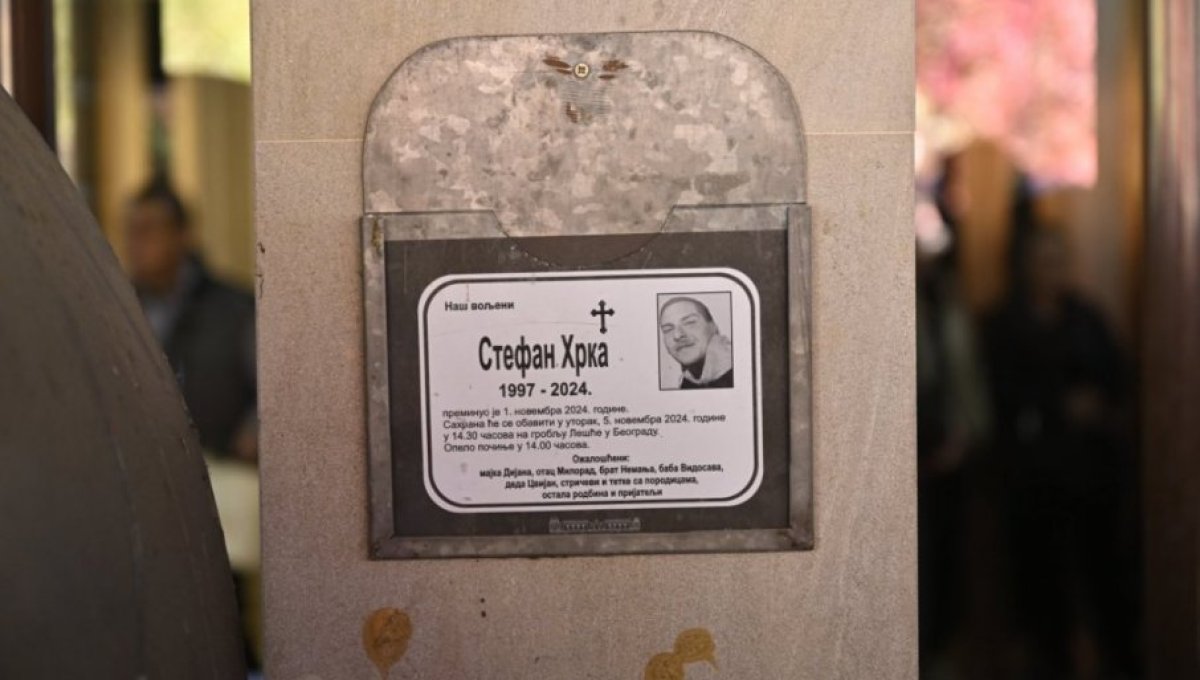 Наш вољени
Стефан Хрка
1997 - 2024.
преминуо је 1. новембра 2024. године.
Сахрана ће се обавити у уторак, 5. новембра 2024. године
у 14.30 часова на гробљу Лешће у Београду.
Опело почиње у 14.00 часова.
Ожалошћени:
мајка Дијана, отац Милорад, брат Немања, баба Видосава,
деда Цвијан, стричеви и тетке са породицама,
остала родбина и пријатељи